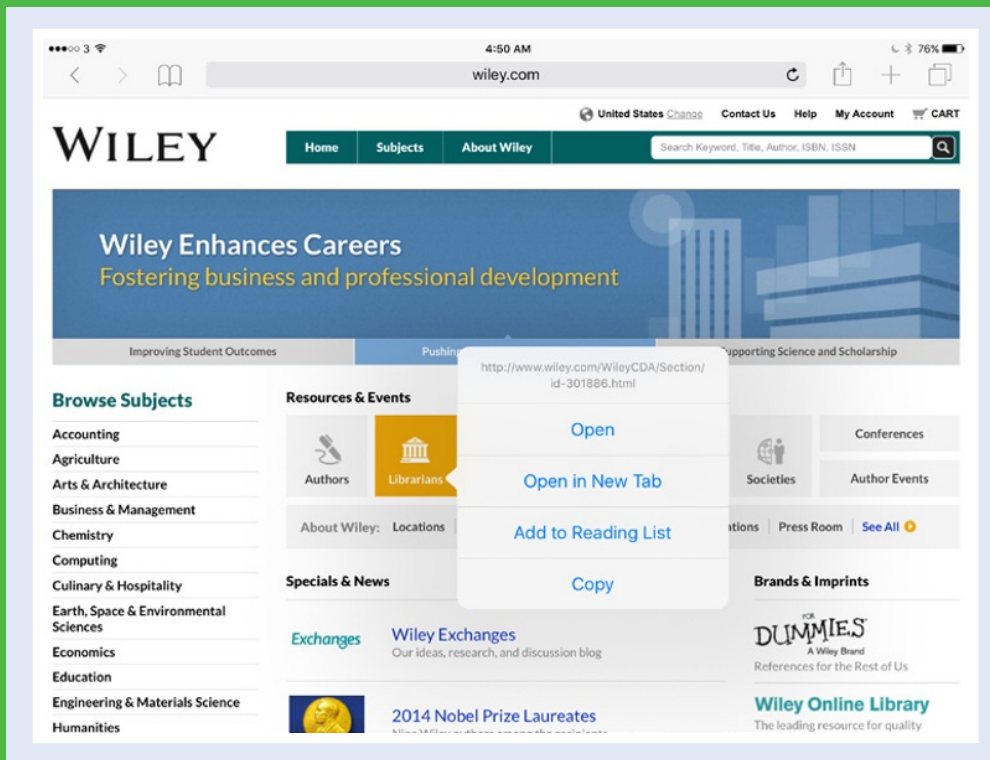 3 4:50 AM 76%
wiley.com
United States Change Contact Us Help My Account CART
WILEY
Home Subjects About Wiley Search Keyword, Title, Author, ISBN, ISSN
Wiley Enhances Careers
Fostering business and professional development
Improving Student Outcomes Pushing upporting Science and Scholarship
http://www.wiley.com/WileyCDA/Section/
id-301886.html
Open
Open in New Tab
Add to Reading List
Copy
Browse Subjects
Accounting
Agriculture
Arts & Architecture
Business & Management
Chemistry
Computing
Culinary & Hospitality
Earth, Space & Environmental
Sciences
Economics
Education
Engineering & Materials Science
Humanities
Resources & Events
Authors
Librarians
Societies
Conferences
Author Events
About Wiley: Locations ations Press Room See All
Specials & News
Exchanges
Wiley Exchanges
Our ideas, research, and discussion blog
2014 Nobel Prize Laureates
Nine Wiley authors among the recipients
Brands & Imprints
FOR
DUMMIES
A Wiley Brand
References for the Rest of Us
Wiley Online Library
The leading resource for quality